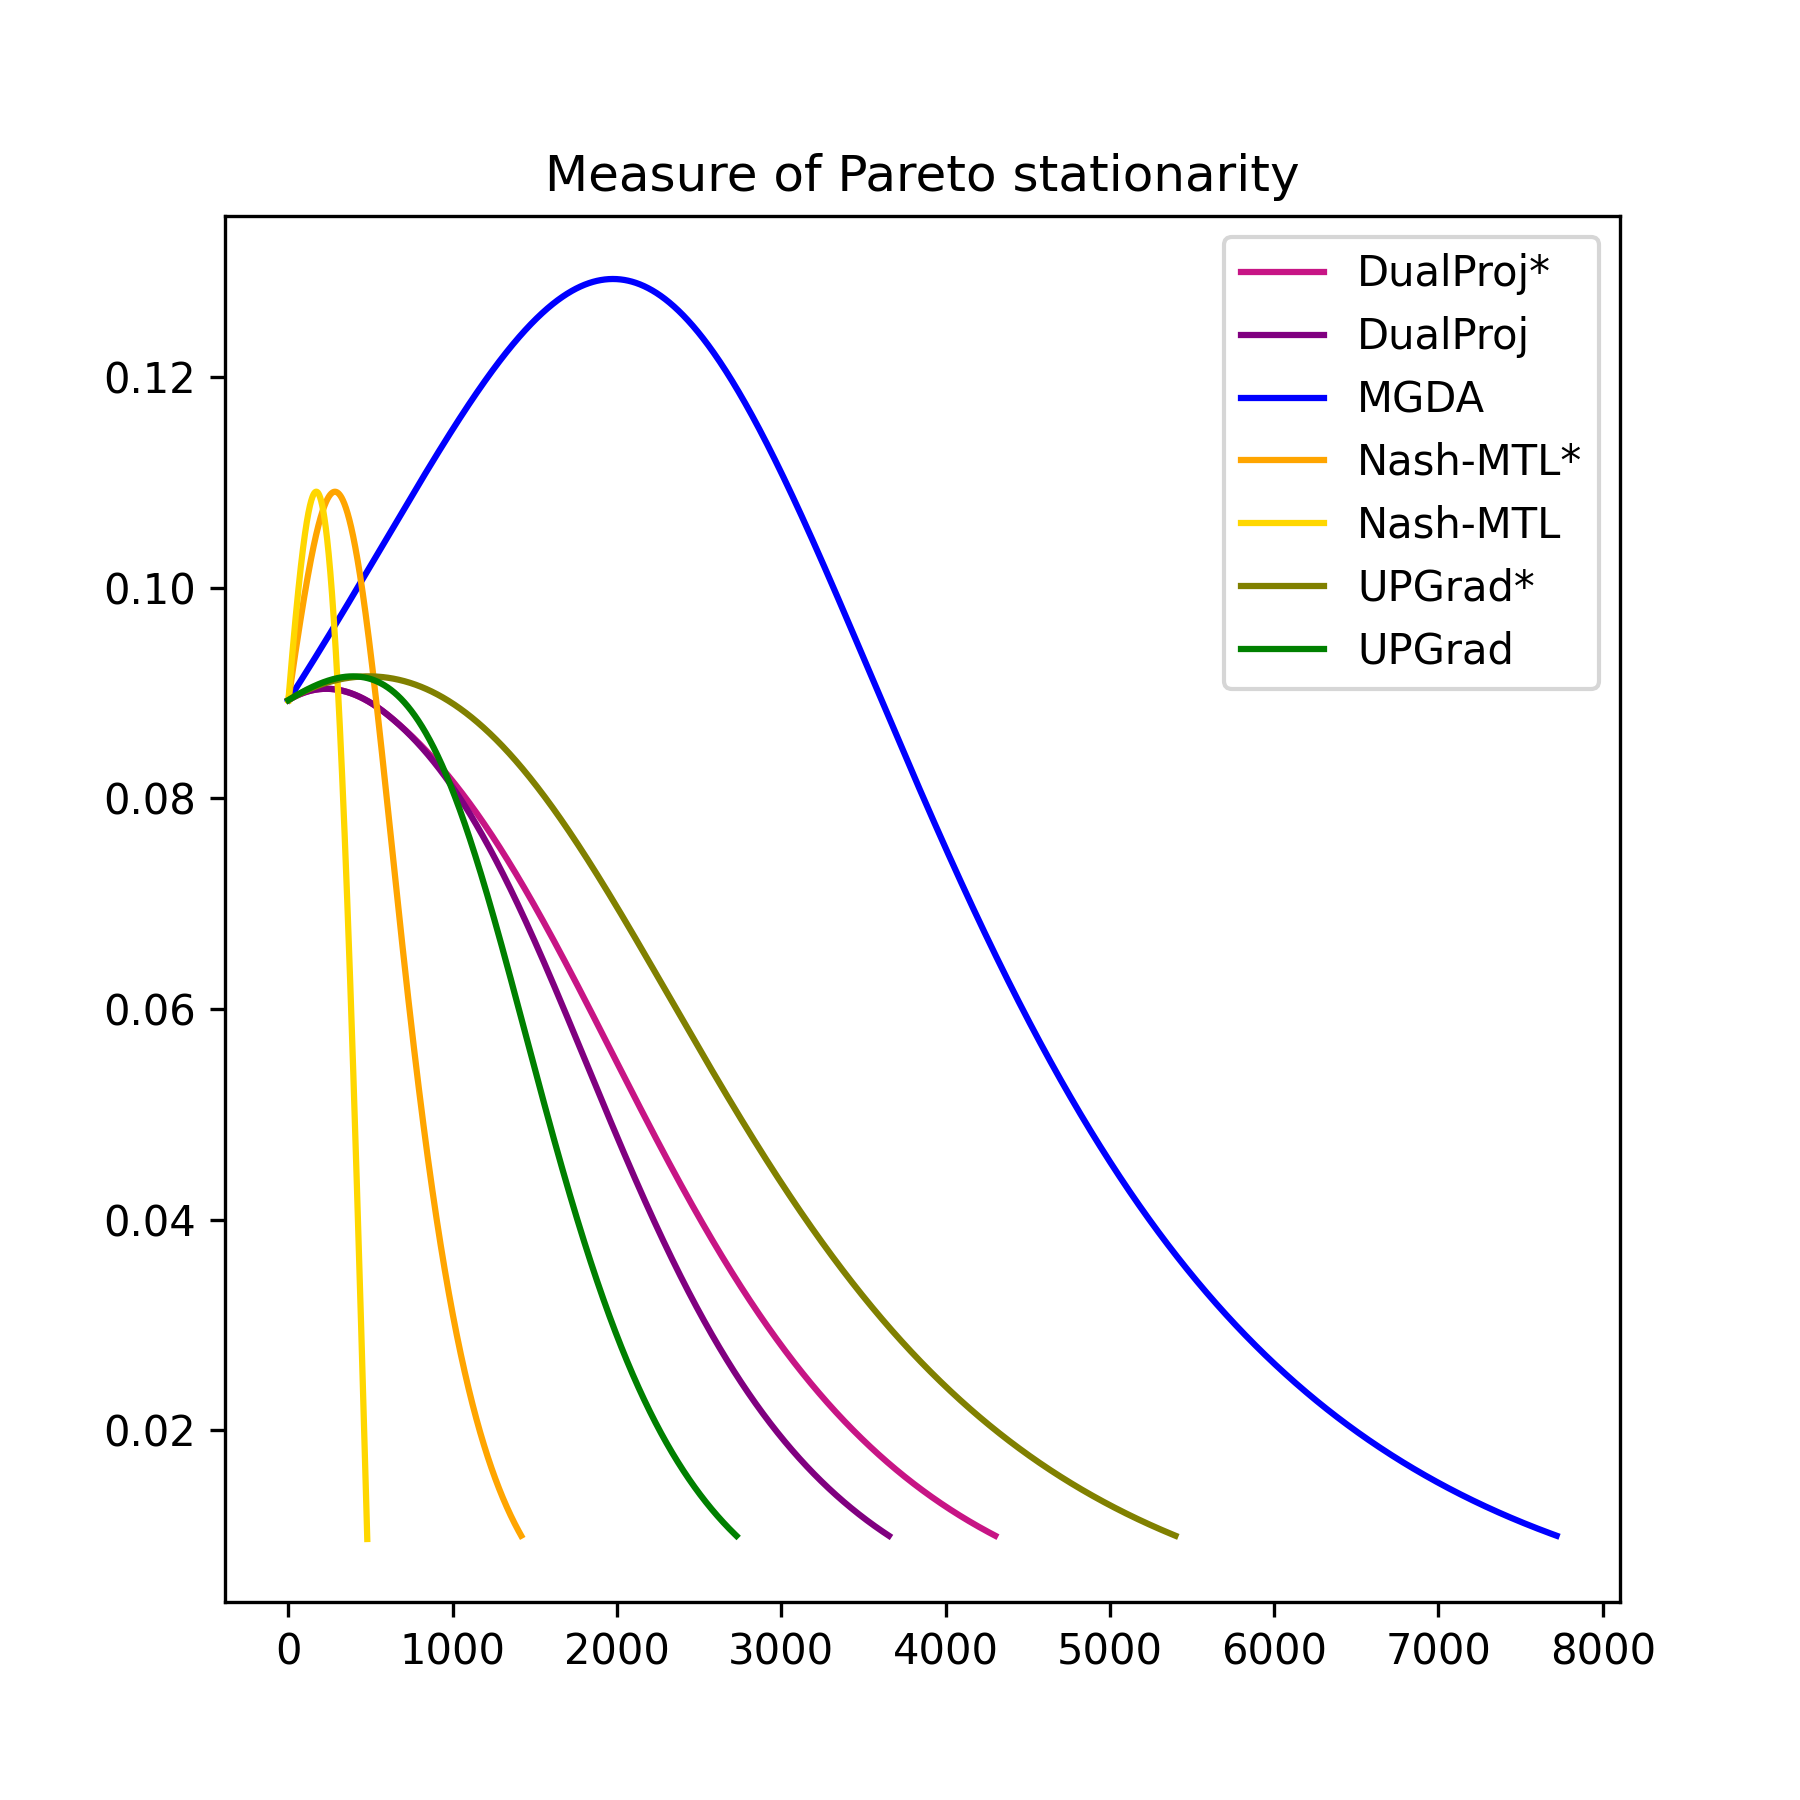 Measure of Pareto stationarity
DualProj*
DualProj
MGDA
Nash-MTL*
Nash-MTL
UPGrad*
UPGrad
0.12
0.10
0.08
0.06
0.04
0.02
0 1000 2000 3000 4000 5000 6000 7000 8000